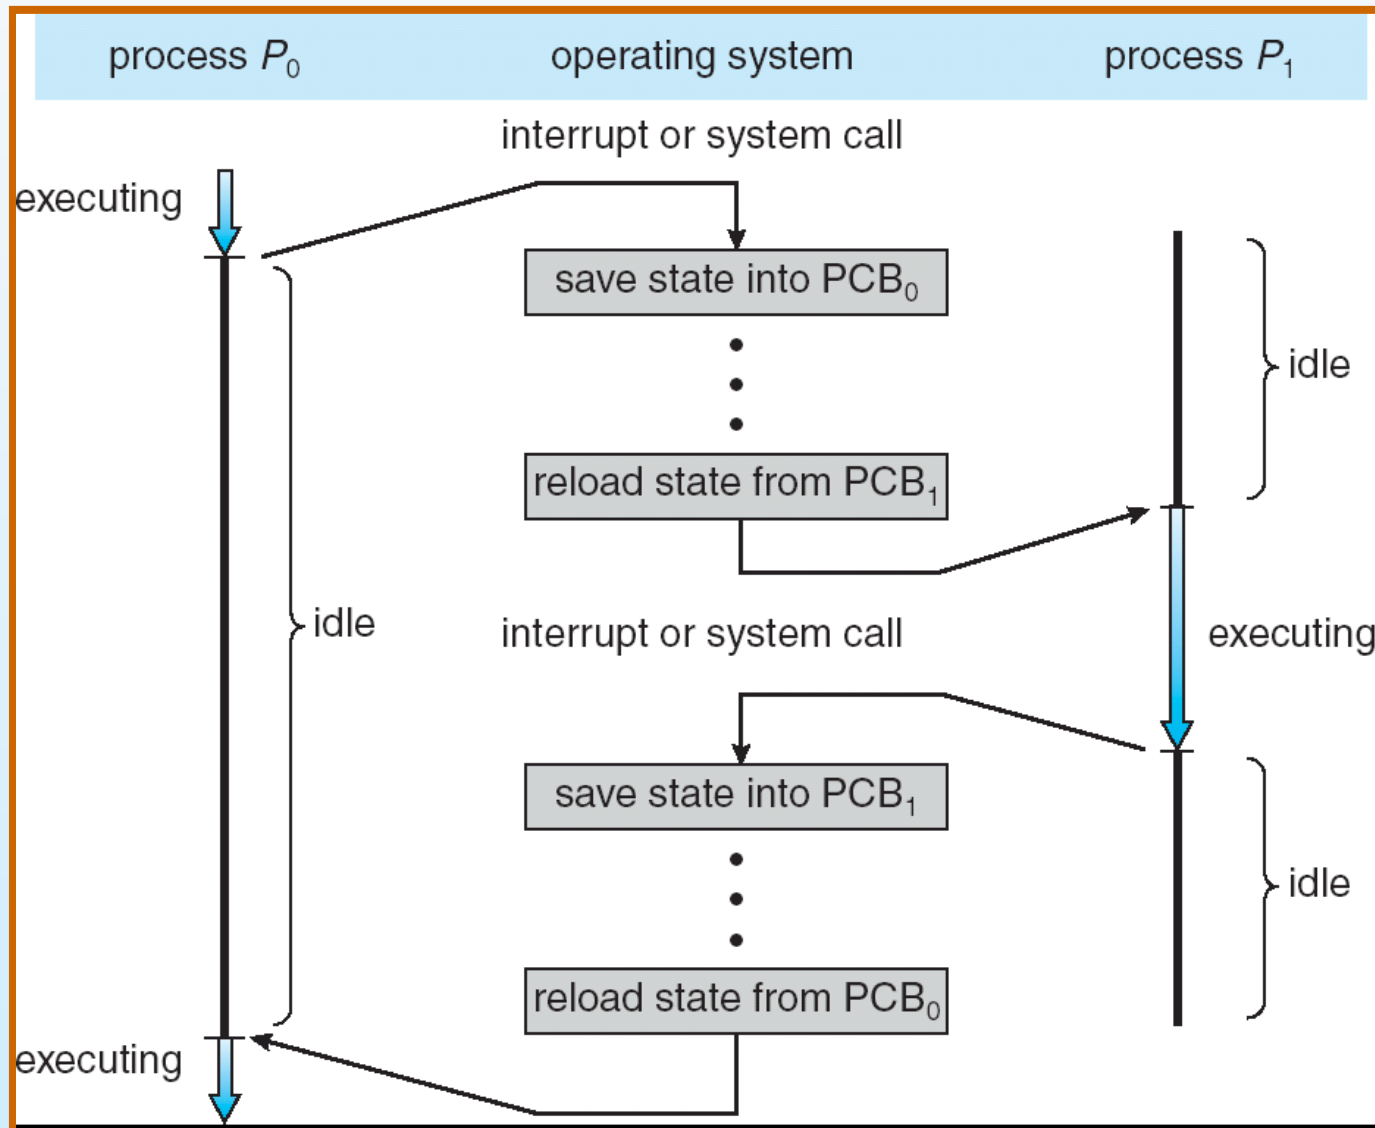 process P₀ operating system process P₁
interrupt or system call
executing
save state into PCB₀
idle
reload state from PCB₁
idle
interrupt or system call
executing
save state into PCB₁
idle
reload state from PCB₀
executing